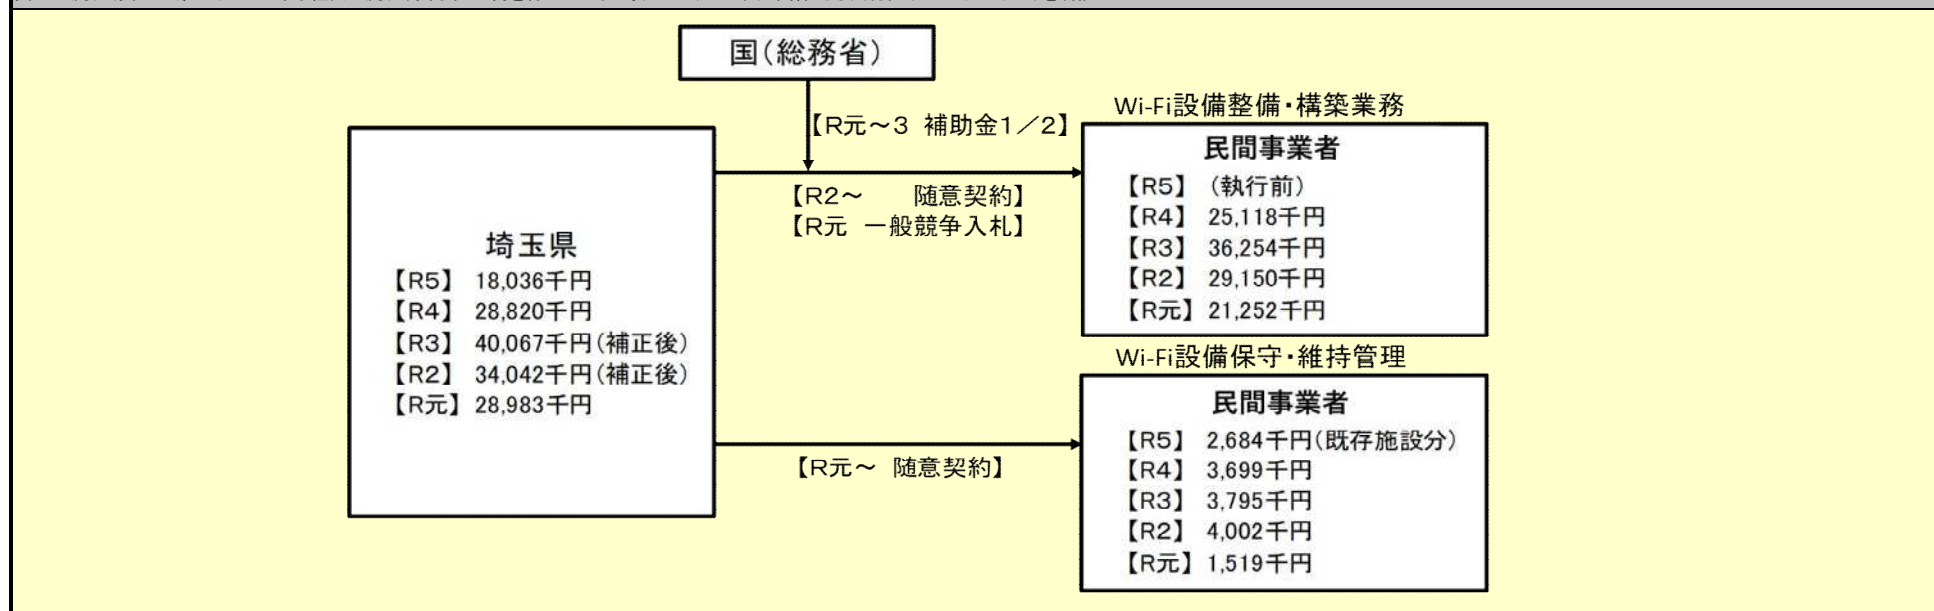 国(総務省)
【R元~3 補助金1/2】
【R2~ 随意契約】
【R元 一般競争入札】
埼玉県
【R5】 18,036千円
【R4】 28,820千円
【R3】 40,067千円(補正後)
【R2】 34,042千円(補正後)
【R元】 28,983千円
Wi-Fi設備整備・構築業務
民間事業者
【R5】 (執行前)
【R4】 25,118千円
【R3】 36,254千円
【R2】 29,150千円
【R元】 21,252千円
【R元~ 随意契約】
Wi-Fi設備保守・維持管理
民間事業者
【R5】 2,684千円(既存施設分)
【R4】 3,699千円
【R3】 3,795千円
【R2】 4,002千円
【R元】 1,519千円